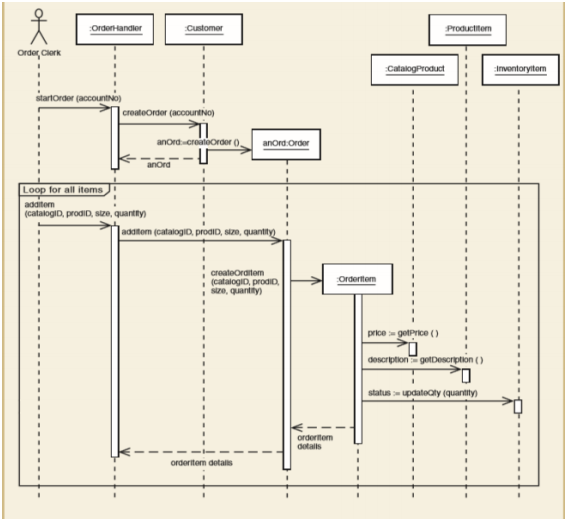 :OrderHandler
:Customer
:ProductItem
Order Clerk
:CatalogProduct
:InventoryItem
startOrder (accountNo)
createOrder (accountNo)
anOrd:=createOrder ()
anOrd:Order
anOrd
Loop for all items
addItem
(catalogID, prodID, size, quantity)
addItem (catalogID, prodID, size, quantity)
createOrdItem
(catalogID, prodID,
size, quantity)
:OrderItem
price := getPrice ( )
description := getDescription ( )
status := updateQty (quantity)
orderItem
details
orderItem details